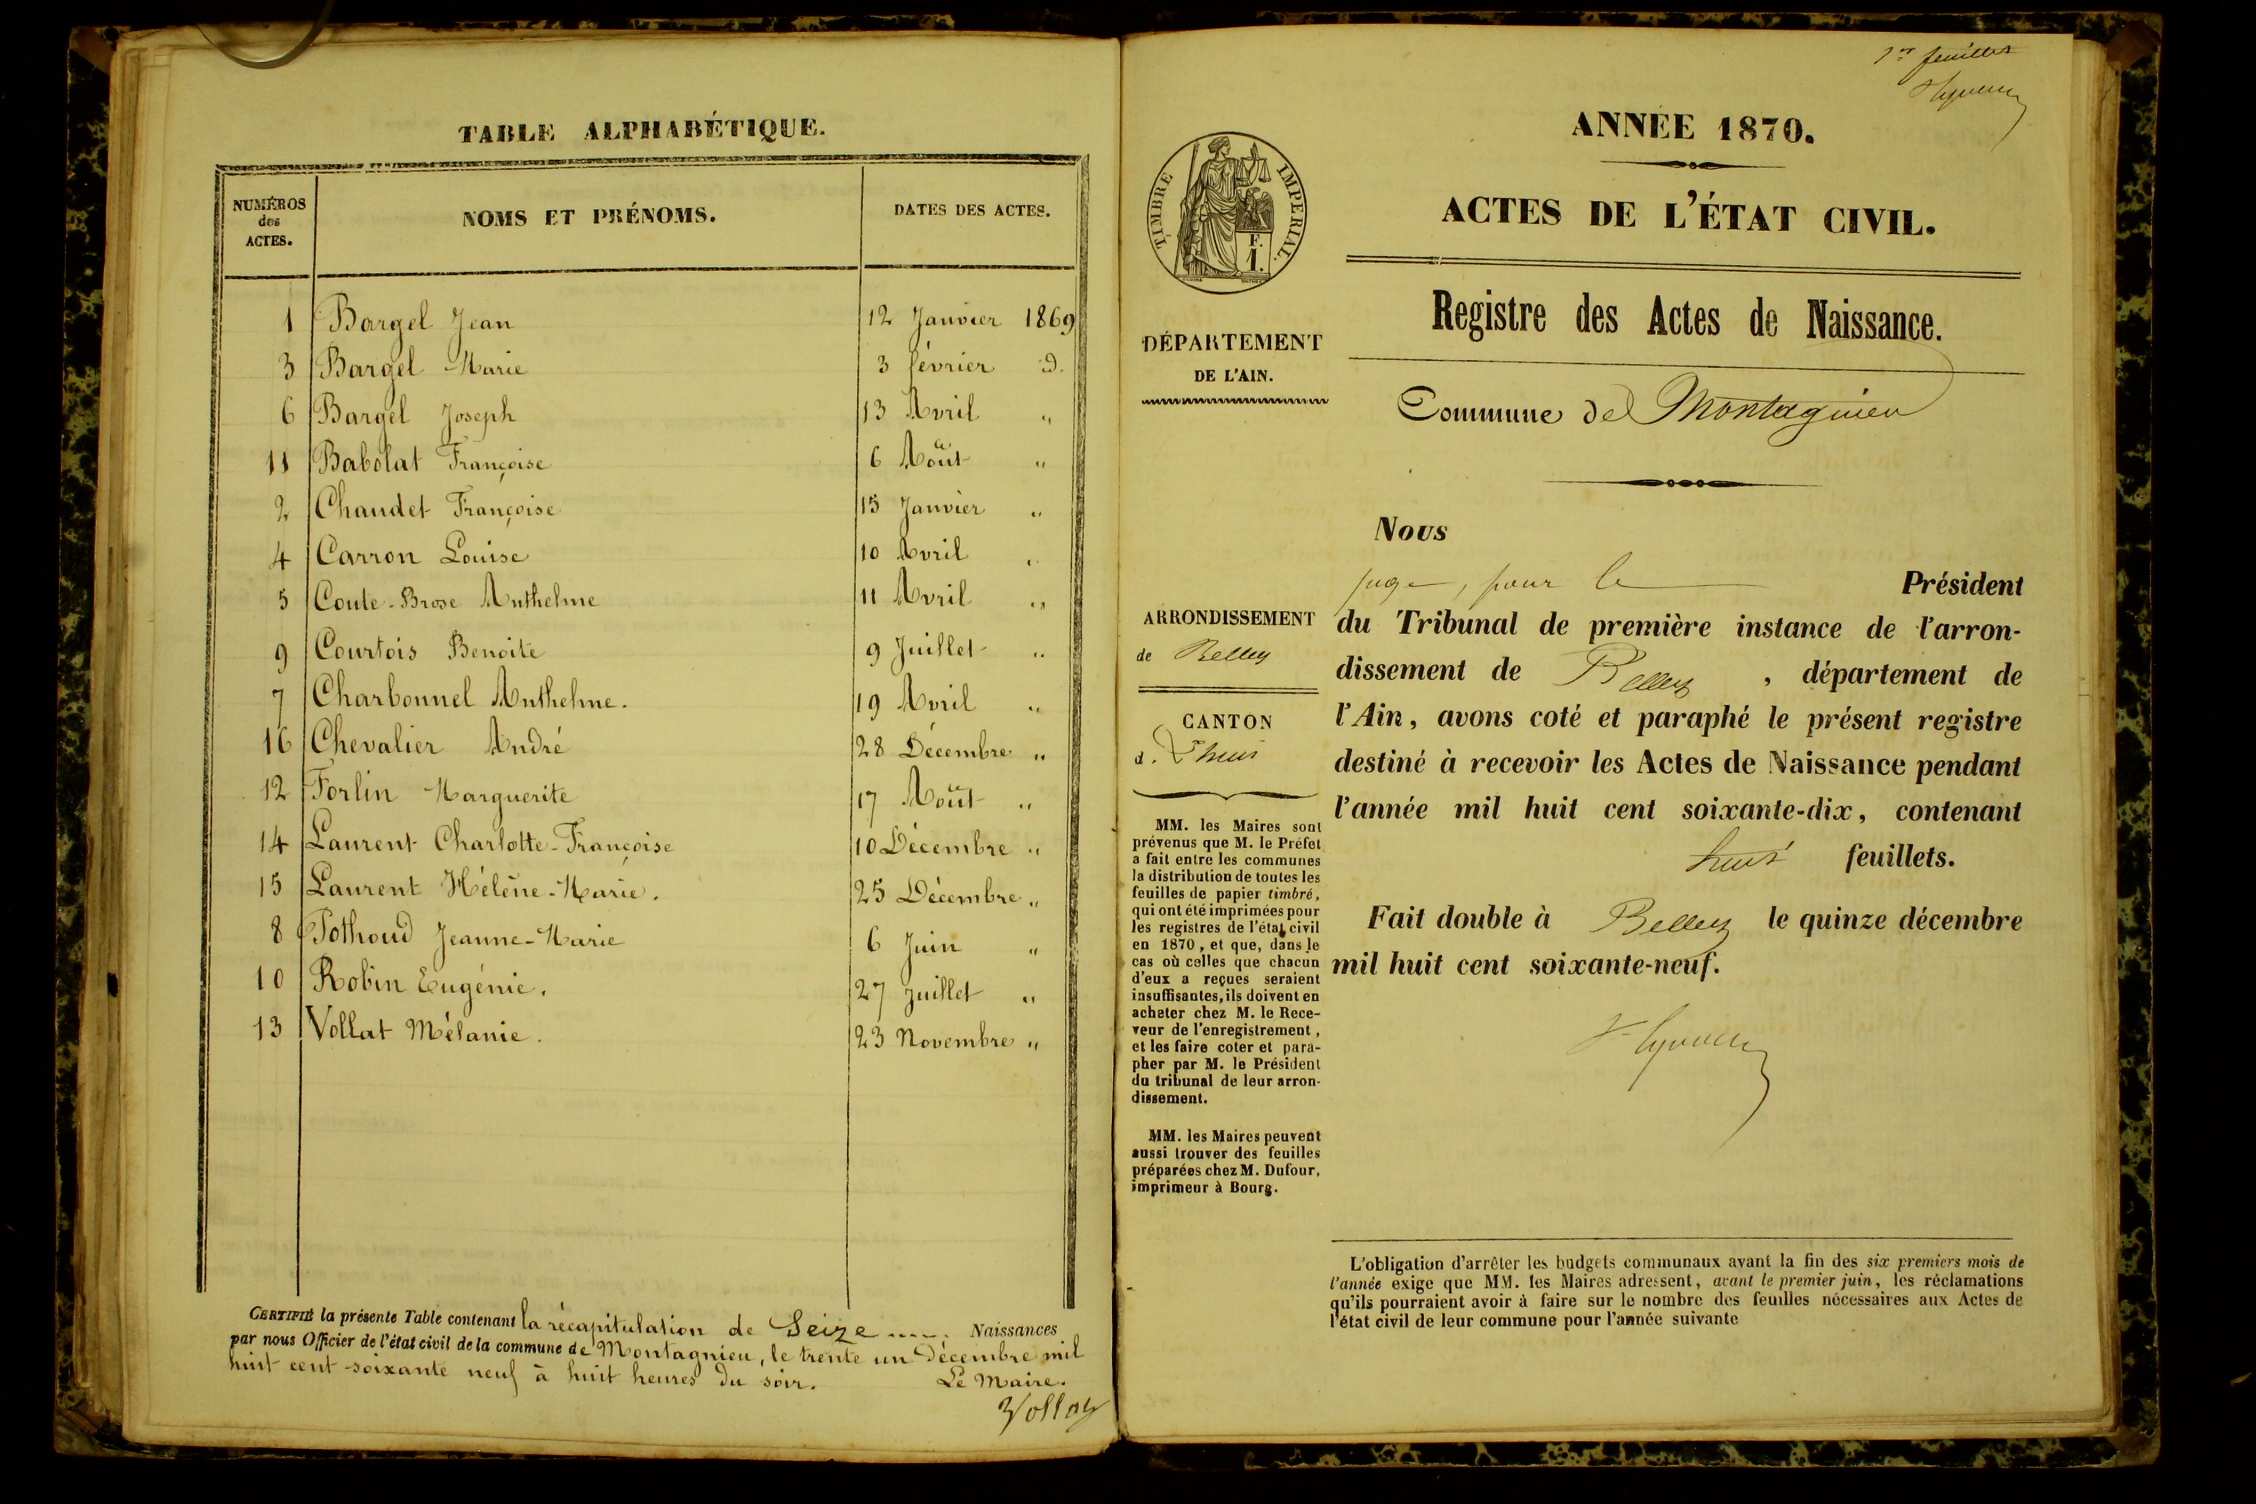 TABLE ALPHABÉTIQUE.
NUMÉROS des ACTES. NOMS ET PRÉNOMS. DATES DES ACTES.
1 Bargel Jean 12 Janvier 1869
3 Bargel Marie 3 février d.
6 Bargel Joseph 13 Avril "
11 Babolat Françoise 6 Août "
2 Chaudet Françoise 15 Janvier "
4 Carron Louise 10 Avril "
5 Coute-Brose Anthelme 11 Avril "
9 Courtois Benoite 9 Juillet "
7 Charbonnel Anthelme. 19 Avril "
16 Chevalier André 28 Décembre "
12 Forlin Marguerite 17 Août "
14 Laurent Charlotte-Françoise 10 Décembre "
15 Laurent Hélène-Marie. 25 Décembre "
8 Pothoud Jeanne-Marie 6 Juin "
10 Robin Eugénie. 27 Juillet "
13 Vollat Mélanie. 23 Novembre "
CERTIFIÉ la présente Table contenant la récapitulation de Seize ..... Naissances
par nous Officier de l'état civil de la commune de Montagnieu, le trente un Décembre mil
huit cent soixante neuf à huit heures du soir.
Le Maire.
1er feuillet
ANNÉE 1870.
ACTES DE L'ÉTAT CIVIL.
Registre des Actes de Naissance.
Commune de Montagnieu
TIMBRE IMPERIAL.
F.
1.
DÉPARTEMENT
DE L'AIN.
ARRONDISSEMENT
de Belley
CANTON
d. Lhuis
MM. les Maires sont
prévenus que M. le Préfet
a fait entre les communes
la distribution de toutes les
feuilles de papier timbré,
qui ont été imprimées pour
les registres de l'état civil
en 1870, et que, dans le
cas où celles que chacun
d'eux a reçues seraient
insuffisantes, ils doivent en
acheter chez M. le Rece-
veur de l'enregistrement,
et les faire coter et para-
pher par M. le Président
du tribunal de leur arron-
dissement.
MM. les Maires peuvent
aussi trouver des feuilles
préparées chez M. Dufour,
imprimeur à Bourg.
Nous
juge, pour le Président
du Tribunal de première instance de l'arron-
dissement de Belley, département de
l'Ain, avons coté et paraphé le présent registre
destiné à recevoir les Actes de Naissance pendant
l'année mil huit cent soixante-dix, contenant
huit feuillets.
Fait double à Belley le quinze décembre
mil huit cent soixante-neuf.
L'obligation d'arrêter les budgets communaux avant la fin des six premiers mois de
l'année exige que MM. les Maires adressent, avant le premier juin, les réclamations
qu'ils pourraient avoir à faire sur le nombre des feuilles nécessaires aux Actes de
l'état civil de leur commune pour l'année suivante